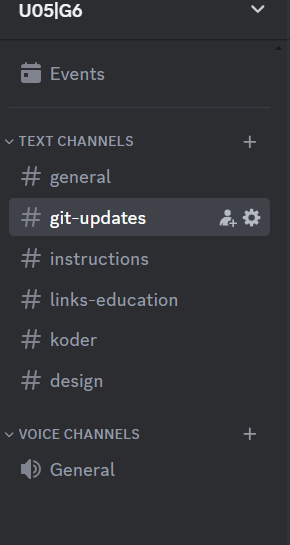 U05|G6
Events
TEXT CHANNELS
general
git-updates
instructions
links-education
koder
design
VOICE CHANNELS
General